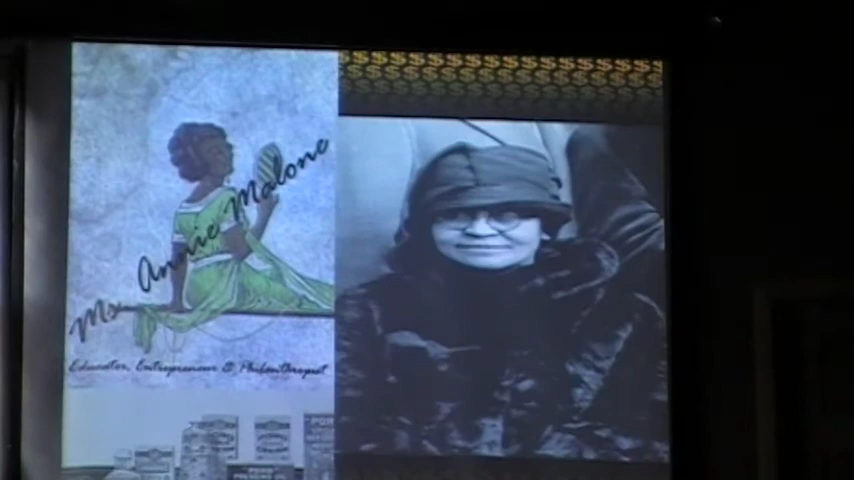 Ms. Annie Malone
Educator, Entrepreneur & Philanthropist